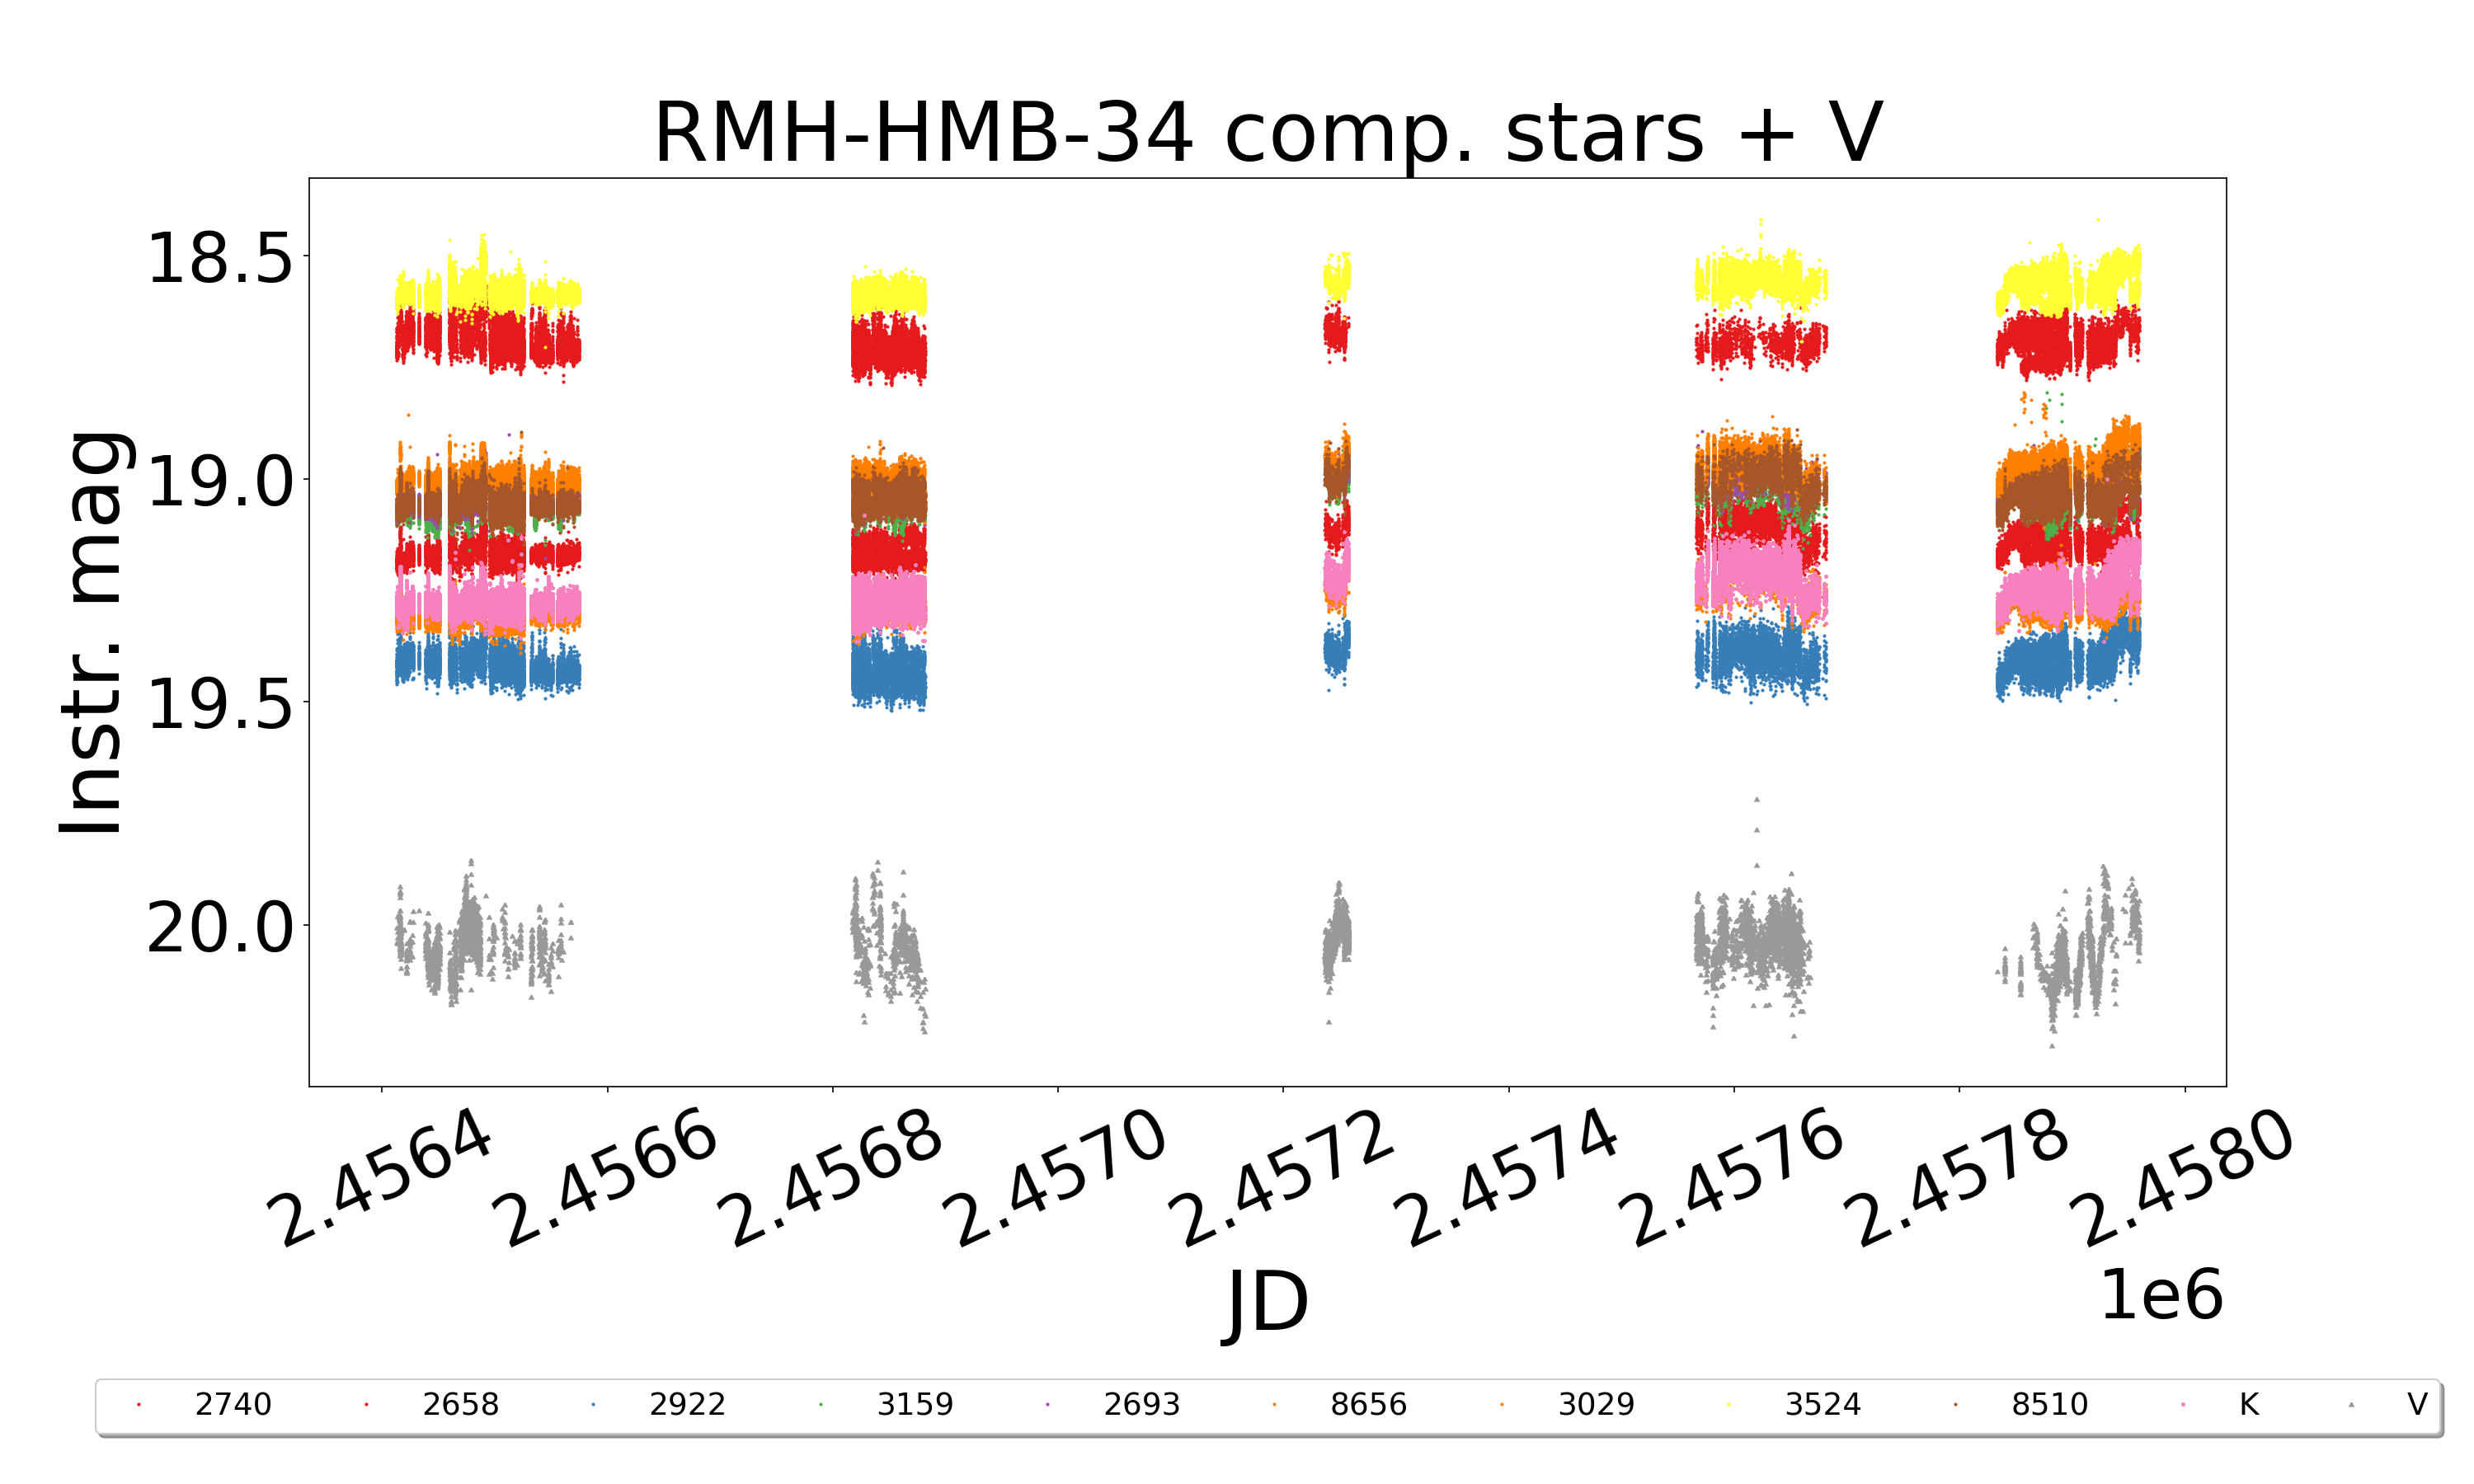 RMH-HMB-34 comp. stars + V
Instr. mag
18.5
19.0
19.5
20.0
2.4564 2.4566 2.4568 2.4570 2.4572 2.4574 2.4576 2.4578 2.4580
JD
1e6
2740 2658 2922 3159 2693 8656 3029 3524 8510 K V